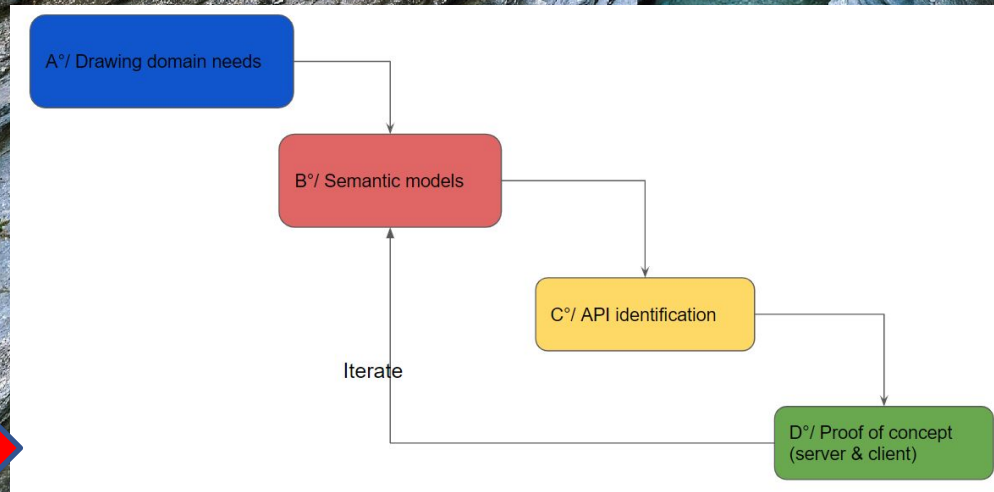 A°/ Drawing domain needs
B°/ Semantic models
C°/ API identification
Iterate
D°/ Proof of concept
(server & client)